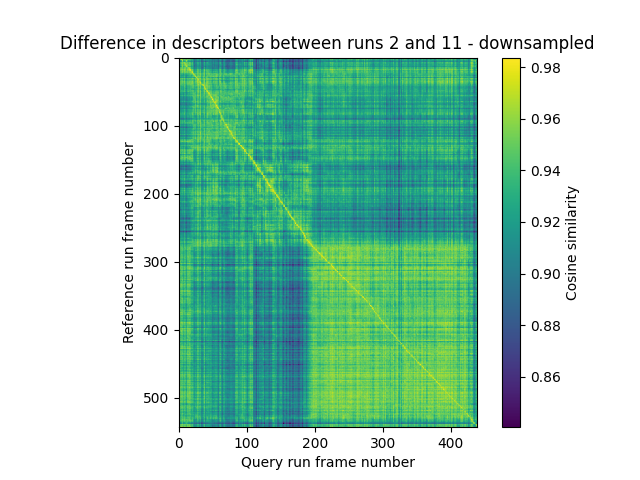 Difference in descriptors between runs 2 and 11 - downsampled
0
100
200
300
400
500
Reference run frame number
0 100 200 300 400
Query run frame number
0.98
0.96
0.94
0.92
0.90
0.88
0.86
Cosine similarity